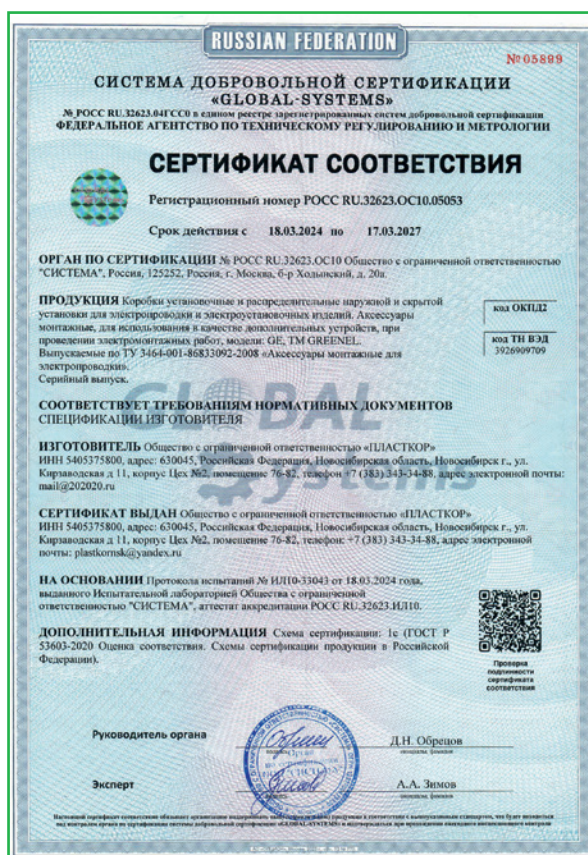 RUSSIAN FEDERATION
№ 05899
СИСТЕМА ДОБРОВОЛЬНОЙ СЕРТИФИКАЦИИ
«GLOBAL-SYSTEMS»
№ РОСС RU.32623.04ГСС0 в едином реестре зарегистрированных систем добровольной сертификации
ФЕДЕРАЛЬНОЕ АГЕНТСТВО ПО ТЕХНИЧЕСКОМУ РЕГУЛИРОВАНИЮ И МЕТРОЛОГИИ
СЕРТИФИКАТ СООТВЕТСТВИЯ
Регистрационный номер РОСС RU.32623.ОС10.05053
Срок действия с 18.03.2024 по 17.03.2027
ОРГАН ПО СЕРТИФИКАЦИИ № РОСС RU.32623.ОС10 Общество с ограниченной ответственностью
"СИСТЕМА", Россия, 125252, Россия, г. Москва, б-р Ходынский, д. 20а.
ПРОДУКЦИЯ Коробки установочные и распределительные наружной и скрытой
установки для электропроводки и электроустановочных изделий. Аксессуары
монтажные, для использования в качестве дополнительных устройств, при
проведении электромонтажных работ, модели: GE, TM GREENEL.
Выпускаемые по ТУ 3464-001-86833092-2008 «Аксессуары монтажные для
электропроводки».
Серийный выпуск.
код ОКПД2
код ТН ВЭД
3926909709
GLOBAL
Systems
СООТВЕТСТВУЕТ ТРЕБОВАНИЯМ НОРМАТИВНЫХ ДОКУМЕНТОВ
СПЕЦИФИКАЦИИ ИЗГОТОВИТЕЛЯ
ИЗГОТОВИТЕЛЬ Общество с ограниченной ответственностью «ПЛАСТКОР»
ИНН 5405375800, адрес: 630045, Российская Федерация, Новосибирская область, Новосибирск г., ул.
Кирзаводская д 11, корпус Цех №2, помещение 76-82, телефон +7 (383) 343-34-88, адрес электронной почты:
mail@202020.ru
СЕРТИФИКАТ ВЫДАН Общество с ограниченной ответственностью «ПЛАСТКОР»
ИНН 5405375800, адрес: 630045, Российская Федерация, Новосибирская область, Новосибирск г., ул.
Кирзаводская д 11, корпус Цех №2, помещение 76-82, телефон: +7 (383) 343-34-88, адрес электронной
почты: plastkornsk@yandex.ru
НА ОСНОВАНИИ Протокола испытаний № ИЛ10-33043 от 18.03.2024 года,
выданного Испытательной лабораторией Общества с ограниченной
ответственностью "СИСТЕМА", аттестат аккредитации РОСС RU.32623.ИЛ10.
ДОПОЛНИТЕЛЬНАЯ ИНФОРМАЦИЯ Схема сертификации: 1с (ГОСТ Р
53603-2020 Оценка соответствия. Схемы сертификации продукции в Российской
Федерации).
Проверка
подлинности
сертификата
соответствия
Руководитель органа
Д.Н. Обрецов
Эксперт
А.А. Зимов